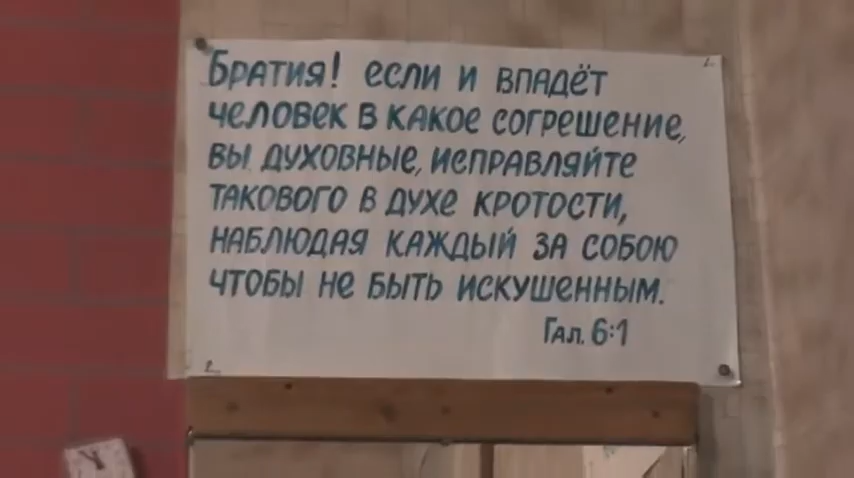 Братия! если и впадёт
человек в какое согрешение,
вы духовные, исправляйте
такового в духе кротости,
наблюдая каждый за собою
чтобы не быть искушенным.
Гал. 6:1